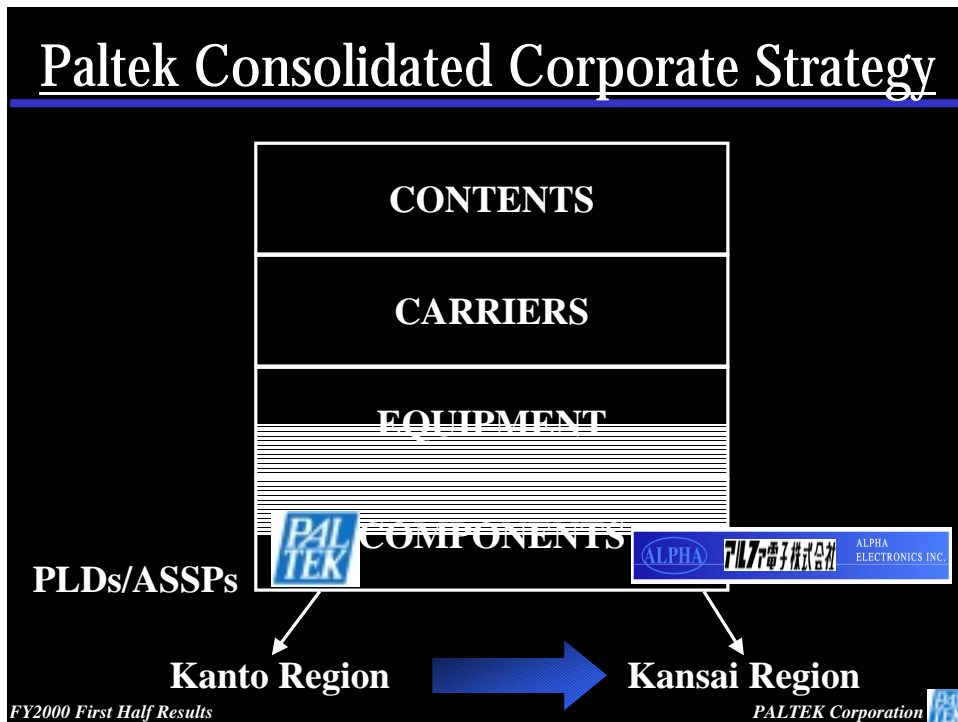 Paltek Consolidated Corporate Strategy
CONTENTS
CARRIERS
EQUIPMENT
COMPONENTS
PAL
TEK
ALPHA
アルファ電子株式会社
ALPHA
ELECTRONICS INC.
PLDs/ASSPs
Kanto Region
Kansai Region
FY2000 First Half Results
PALTEK Corporation